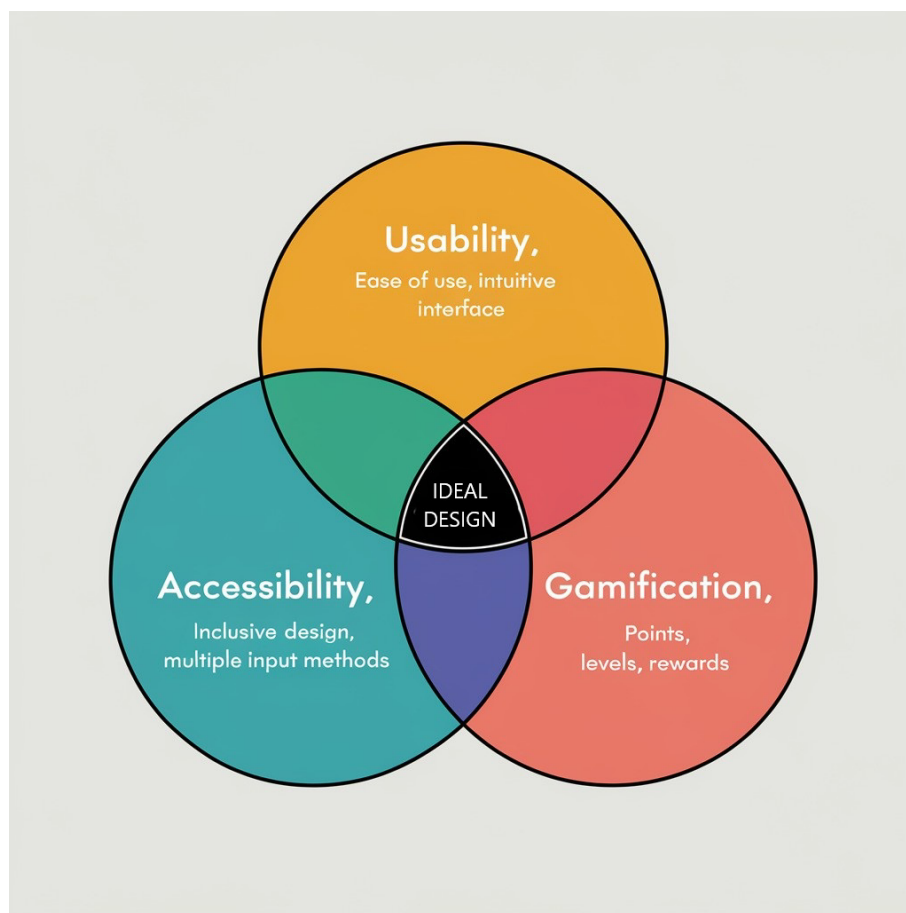 Usability,
Ease of use, intuitive
interface
IDEAL
DESIGN
Accessibility,
Inclusive design,
multiple input methods
Gamification,
Points,
levels, rewards